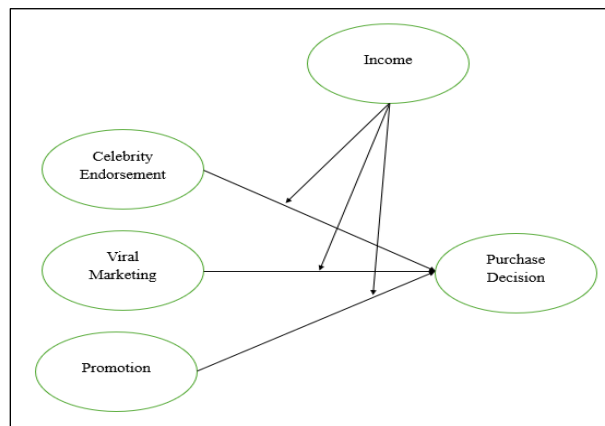 Income
Celebrity
Endorsement
Viral
Marketing
Purchase
Decision
Promotion